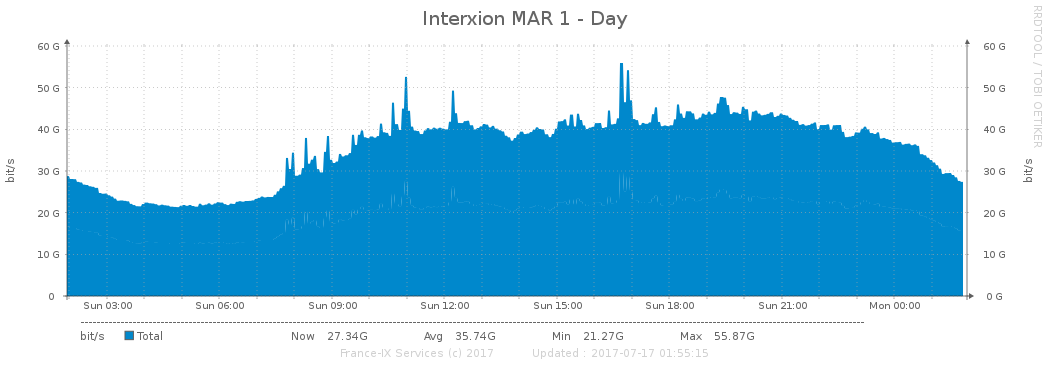 Interxion MAR 1 - Day
RRDTOOL / TOBI OETIKER
60 G 60 G
50 G 50 G
40 G 40 G
30 G 30 G
20 G 20 G
10 G 10 G
0 0 G
bit/s bit/s
Sun 03:00 Sun 06:00 Sun 09:00 Sun 12:00 Sun 15:00 Sun 18:00 Sun 21:00 Mon 00:00
bit/s Total Now 27.34G Avg 35.74G Min 21.27G Max 55.87G
France-IX Services (c) 2017 Updated : 2017-07-17 01:55:15